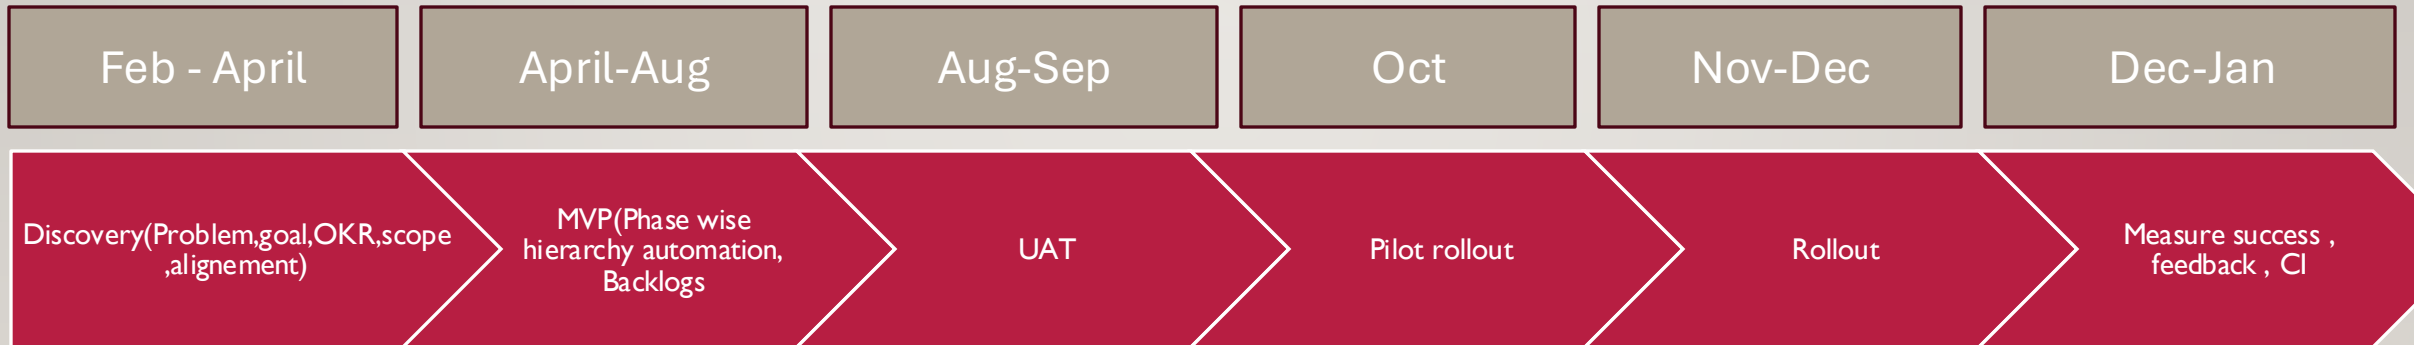 Feb - April
April-Aug
Aug-Sep
Oct
Nov-Dec
Dec-Jan
Discovery(Problem,goal,OKR,scope
,alignement)
MVP(Phase wise
hierarchy automation,
Backlogs
UAT
Pilot rollout
Rollout
Measure success ,
feedback , CI